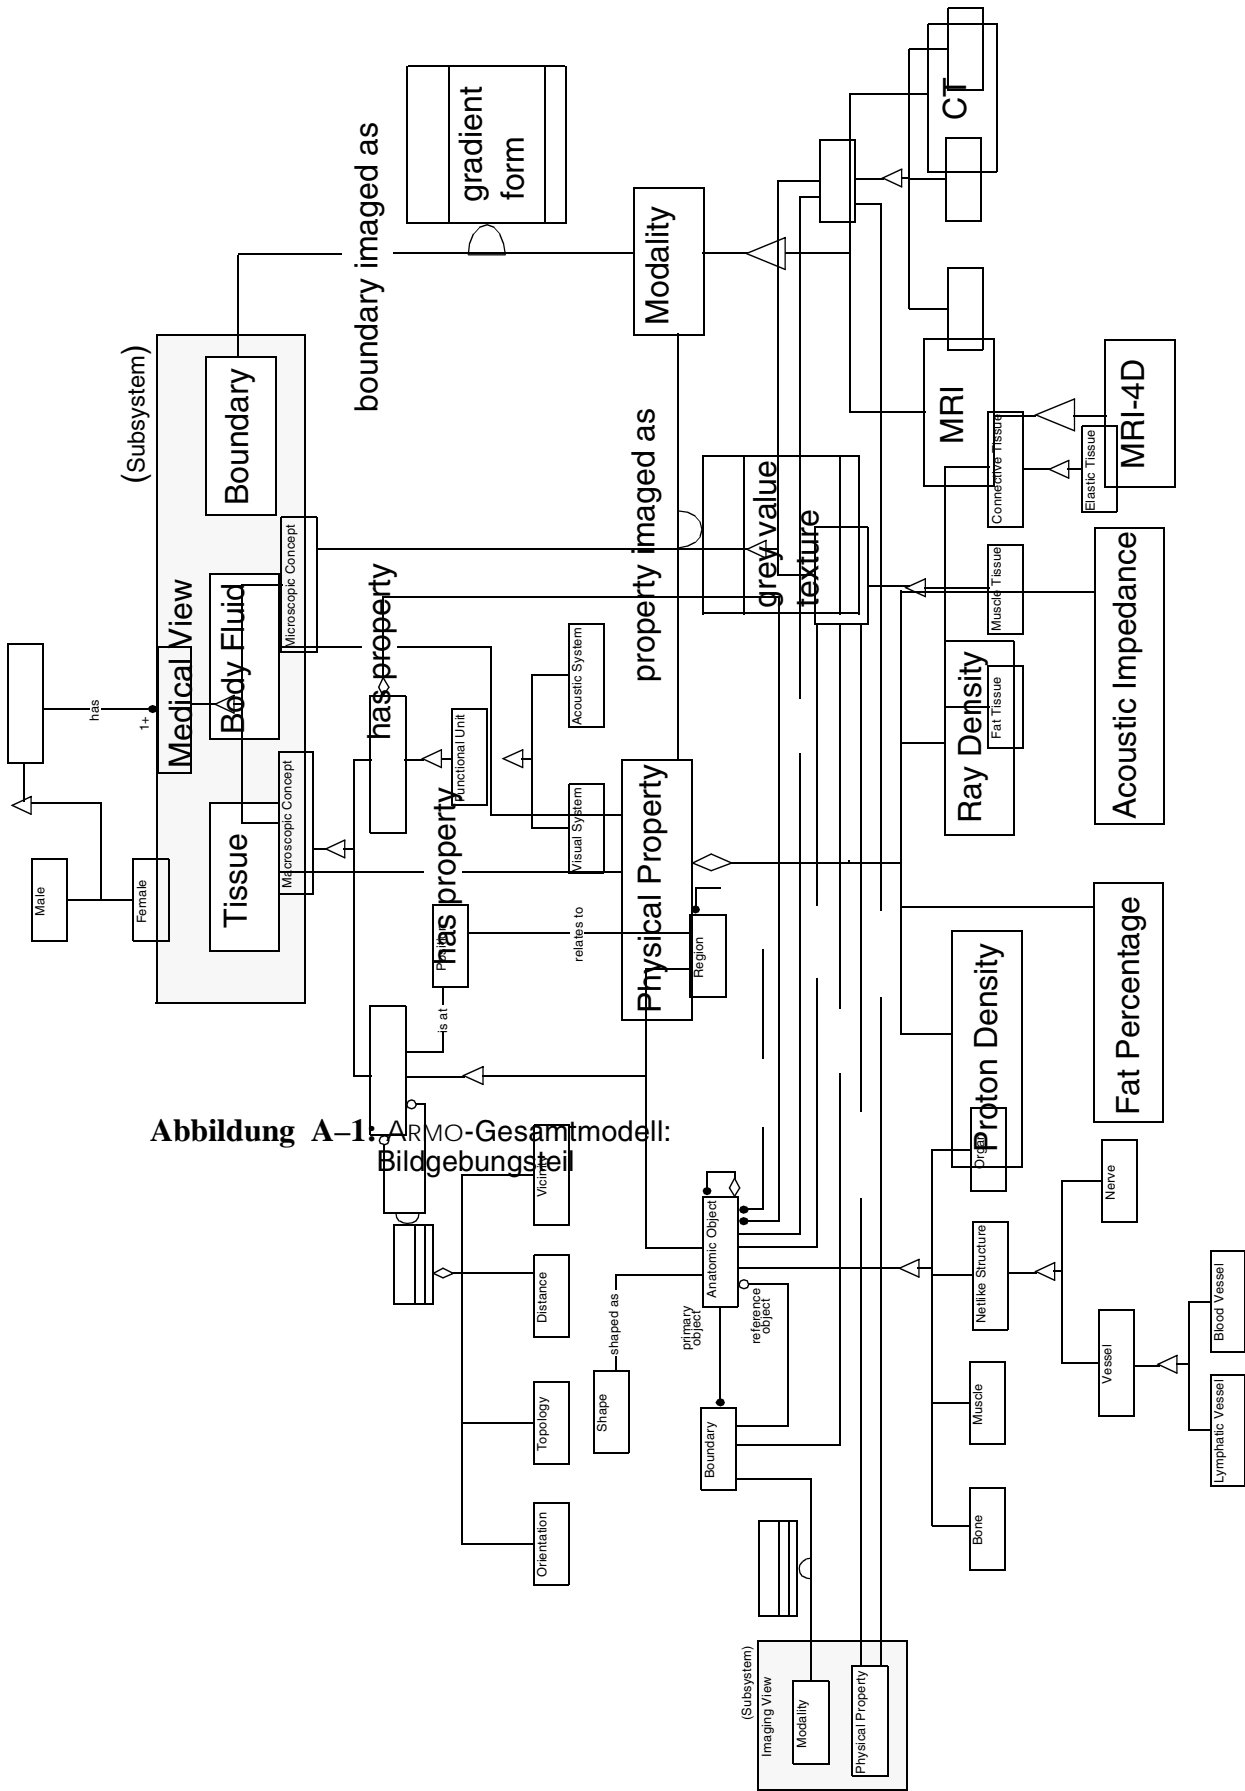 gradient
form
boundary imaged as
Modality
CT
(Subsystem)
Medical View
Boundary
Body Fluid
Tissue
Microscopic Concept
Macroscopic Concept
has
1+
Male
Female
has property
has property
property imaged as
grey value
texture
MRI
MRI-4D
Connective Tissue
Elastic Tissue
Muscle Tissue
Fat Tissue
Ray Density
Acoustic Impedance
Acoustic System
Visual System
Functional Unit
Physical Property
Region
relates to
is at
Proton Density
Fat Percentage
Abbildung A–1: ARMO-Gesamtmodell:
Bildgebungsteil
Vicinity
Distance
Topology
Orientation
Anatomic Object
shaped as
Shape
primary
object
reference
object
Boundary
Organ
Netlike Structure
Muscle
Bone
Nerve
Vessel
Blood Vessel
Lymphatic Vessel
(Subsystem)
Imaging View
Modality
Physical Property